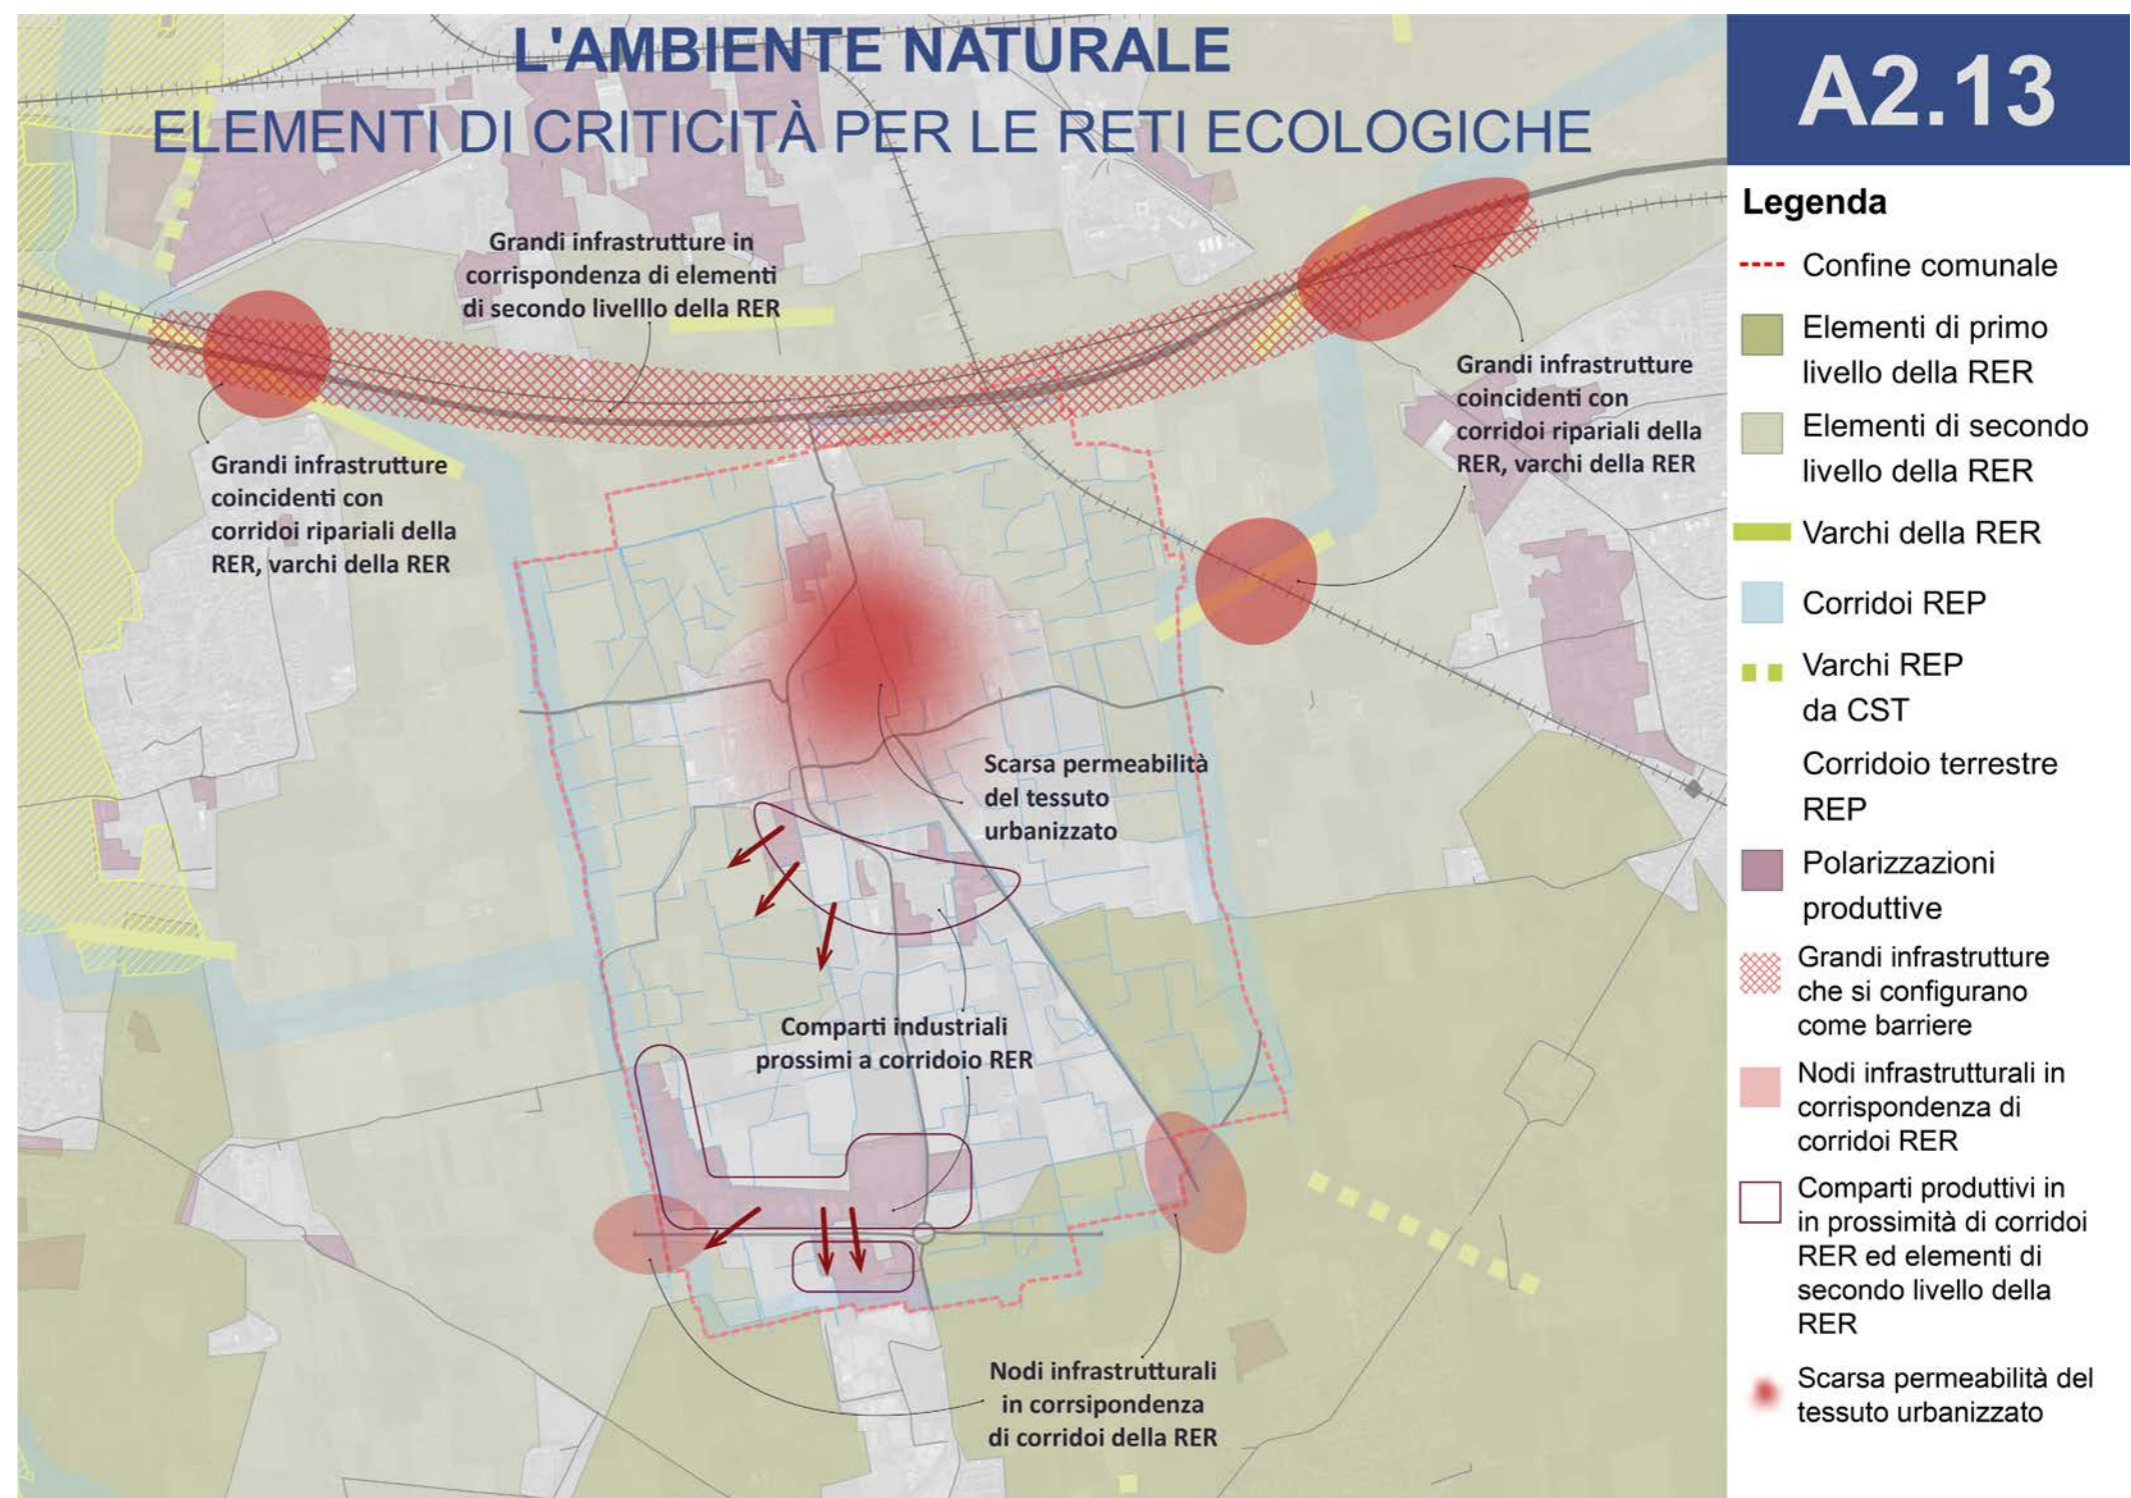 L'AMBIENTE NATURALE
ELEMENTI DI CRITICITÀ PER LE RETI ECOLOGICHE
A2.13
Grandi infrastrutture in
corrispondenza di elementi
di secondo livelllo della RER
Grandi infrastrutture
coincidenti con
corridoi ripariali della
RER, varchi della RER
Grandi infrastrutture
coincidenti con
corridoi ripariali della
RER, varchi della RER
Scarsa permeabilità
del tessuto
urbanizzato
Comparti industriali
prossimi a corridoio RER
Nodi infrastrutturali
in corrsipondenza
di corridoi della RER
Legenda
Confine comunale
Elementi di primo
livello della RER
Elementi di secondo
livello della RER
Varchi della RER
Corridoi REP
Varchi REP
da CST
Corridoio terrestre
REP
Polarizzazioni
produttive
Grandi infrastrutture
che si configurano
come barriere
Nodi infrastrutturali in
corrispondenza di
corridoi RER
Comparti produttivi in
in prossimità di corridoi
RER ed elementi di
secondo livello della
RER
Scarsa permeabilità del
tessuto urbanizzato